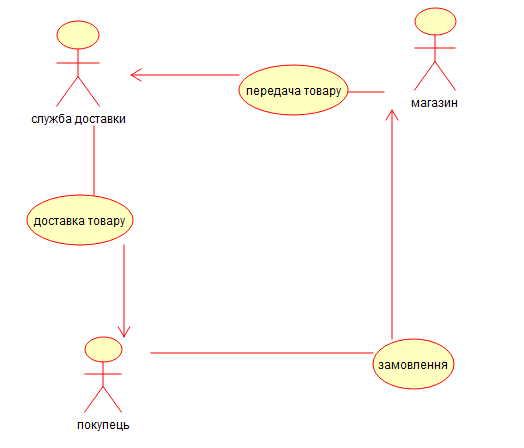 передача товару
магазин
служба доставки
доставка товару
замовлення
покупець